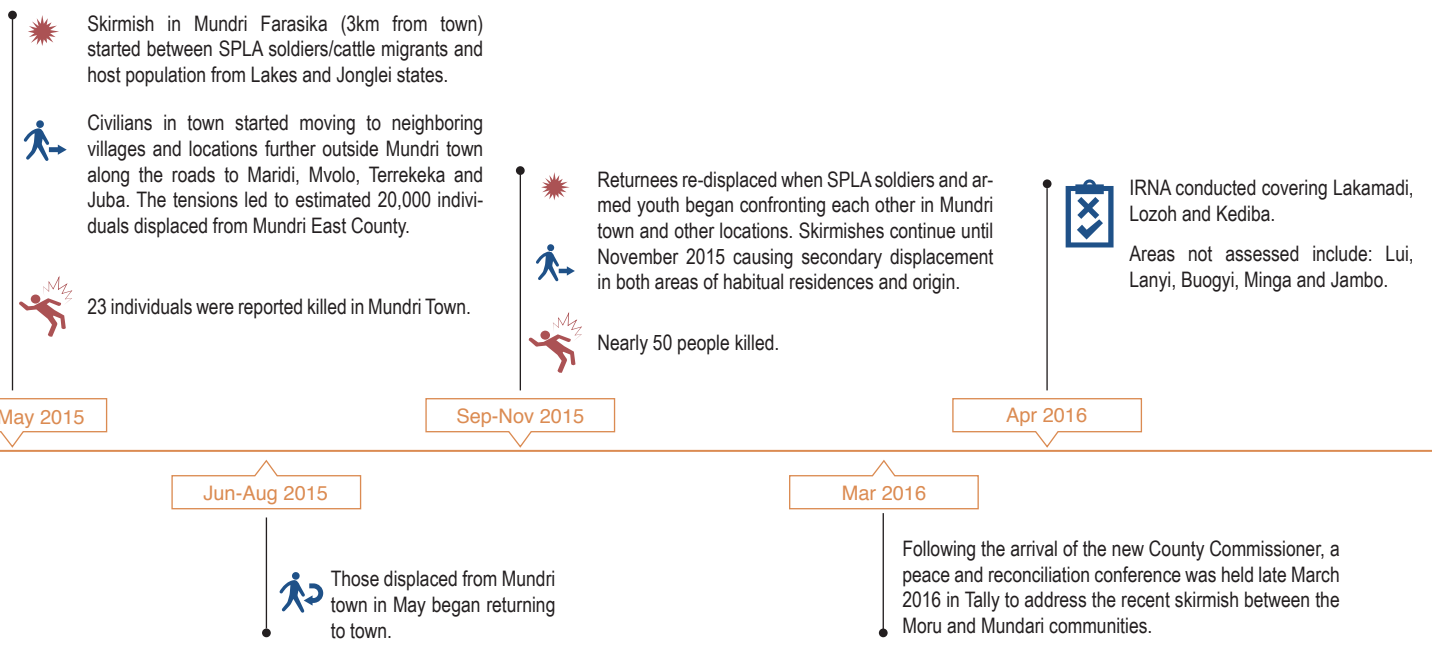 Skirmish in Mundri Farasika (3km from town)
started between SPLA soldiers/cattle migrants and
host population from Lakes and Jonglei states.
Civilians in town started moving to neighboring
villages and locations further outside Mundri town
along the roads to Maridi, Mvolo, Terrekeka and
Juba. The tensions led to estimated 20,000 indivi-
duals displaced from Mundri East County.
23 individuals were reported killed in Mundri Town.
May 2015
Jun-Aug 2015
Those displaced from Mundri
town in May began returning
to town.
Returnees re-displaced when SPLA soldiers and ar-
med youth began confronting each other in Mundri
town and other locations. Skirmishes continue until
November 2015 causing secondary displacement
in both areas of habitual residences and origin.
Nearly 50 people killed.
Sep-Nov 2015
Mar 2016
Following the arrival of the new County Commissioner, a
peace and reconciliation conference was held late March
2016 in Tally to address the recent skirmish between the
Moru and Mundari communities.
IRNA conducted covering Lakamadi,
Lozoh and Kediba.
Areas not assessed include: Lui,
Lanyi, Buogyi, Minga and Jambo.
Apr 2016